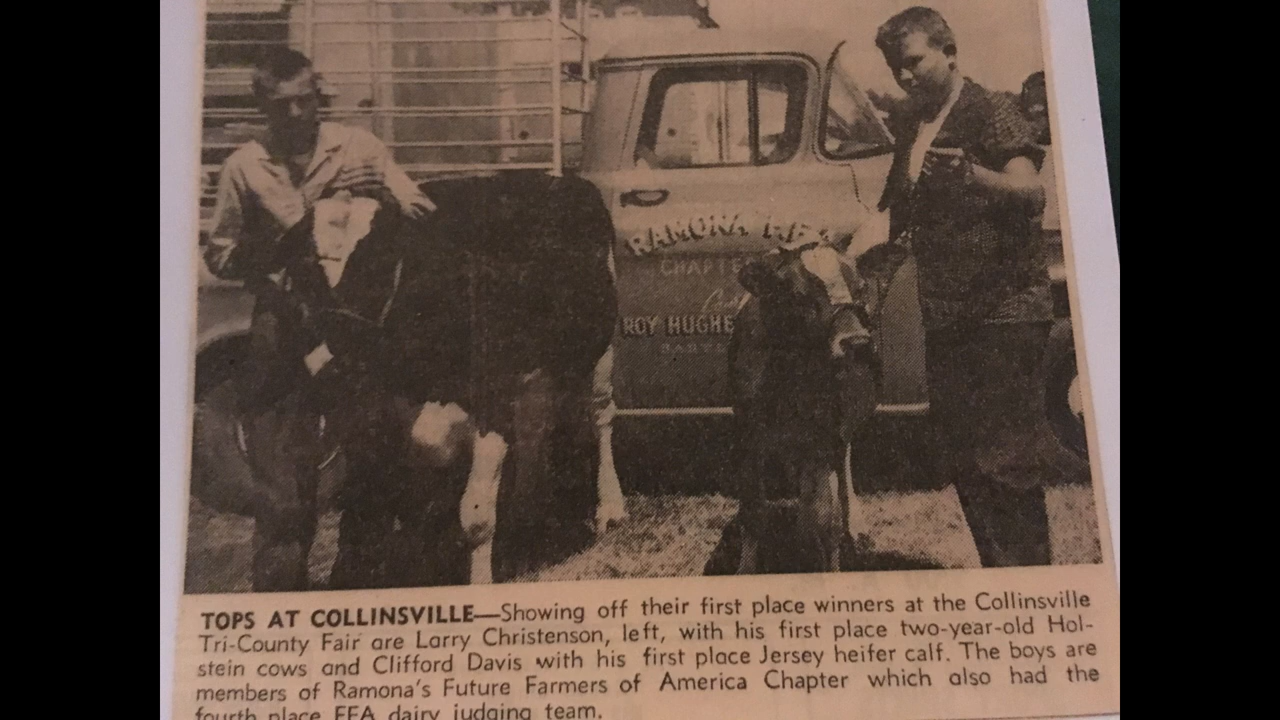 RAMONA
CHAPTE
ROY HUGHE
TOPS AT COLLINSVILLE—Showing off their first place winners at the Collinsville
Tri-County Fair are Larry Christenson, left, with his first place two-year-old Hol-
stein cows and Clifford Davis with his first place Jersey heifer calf. The boys are
members of Ramona's Future Farmers of America Chapter which also had the
fourth place FFA dairy judging team.